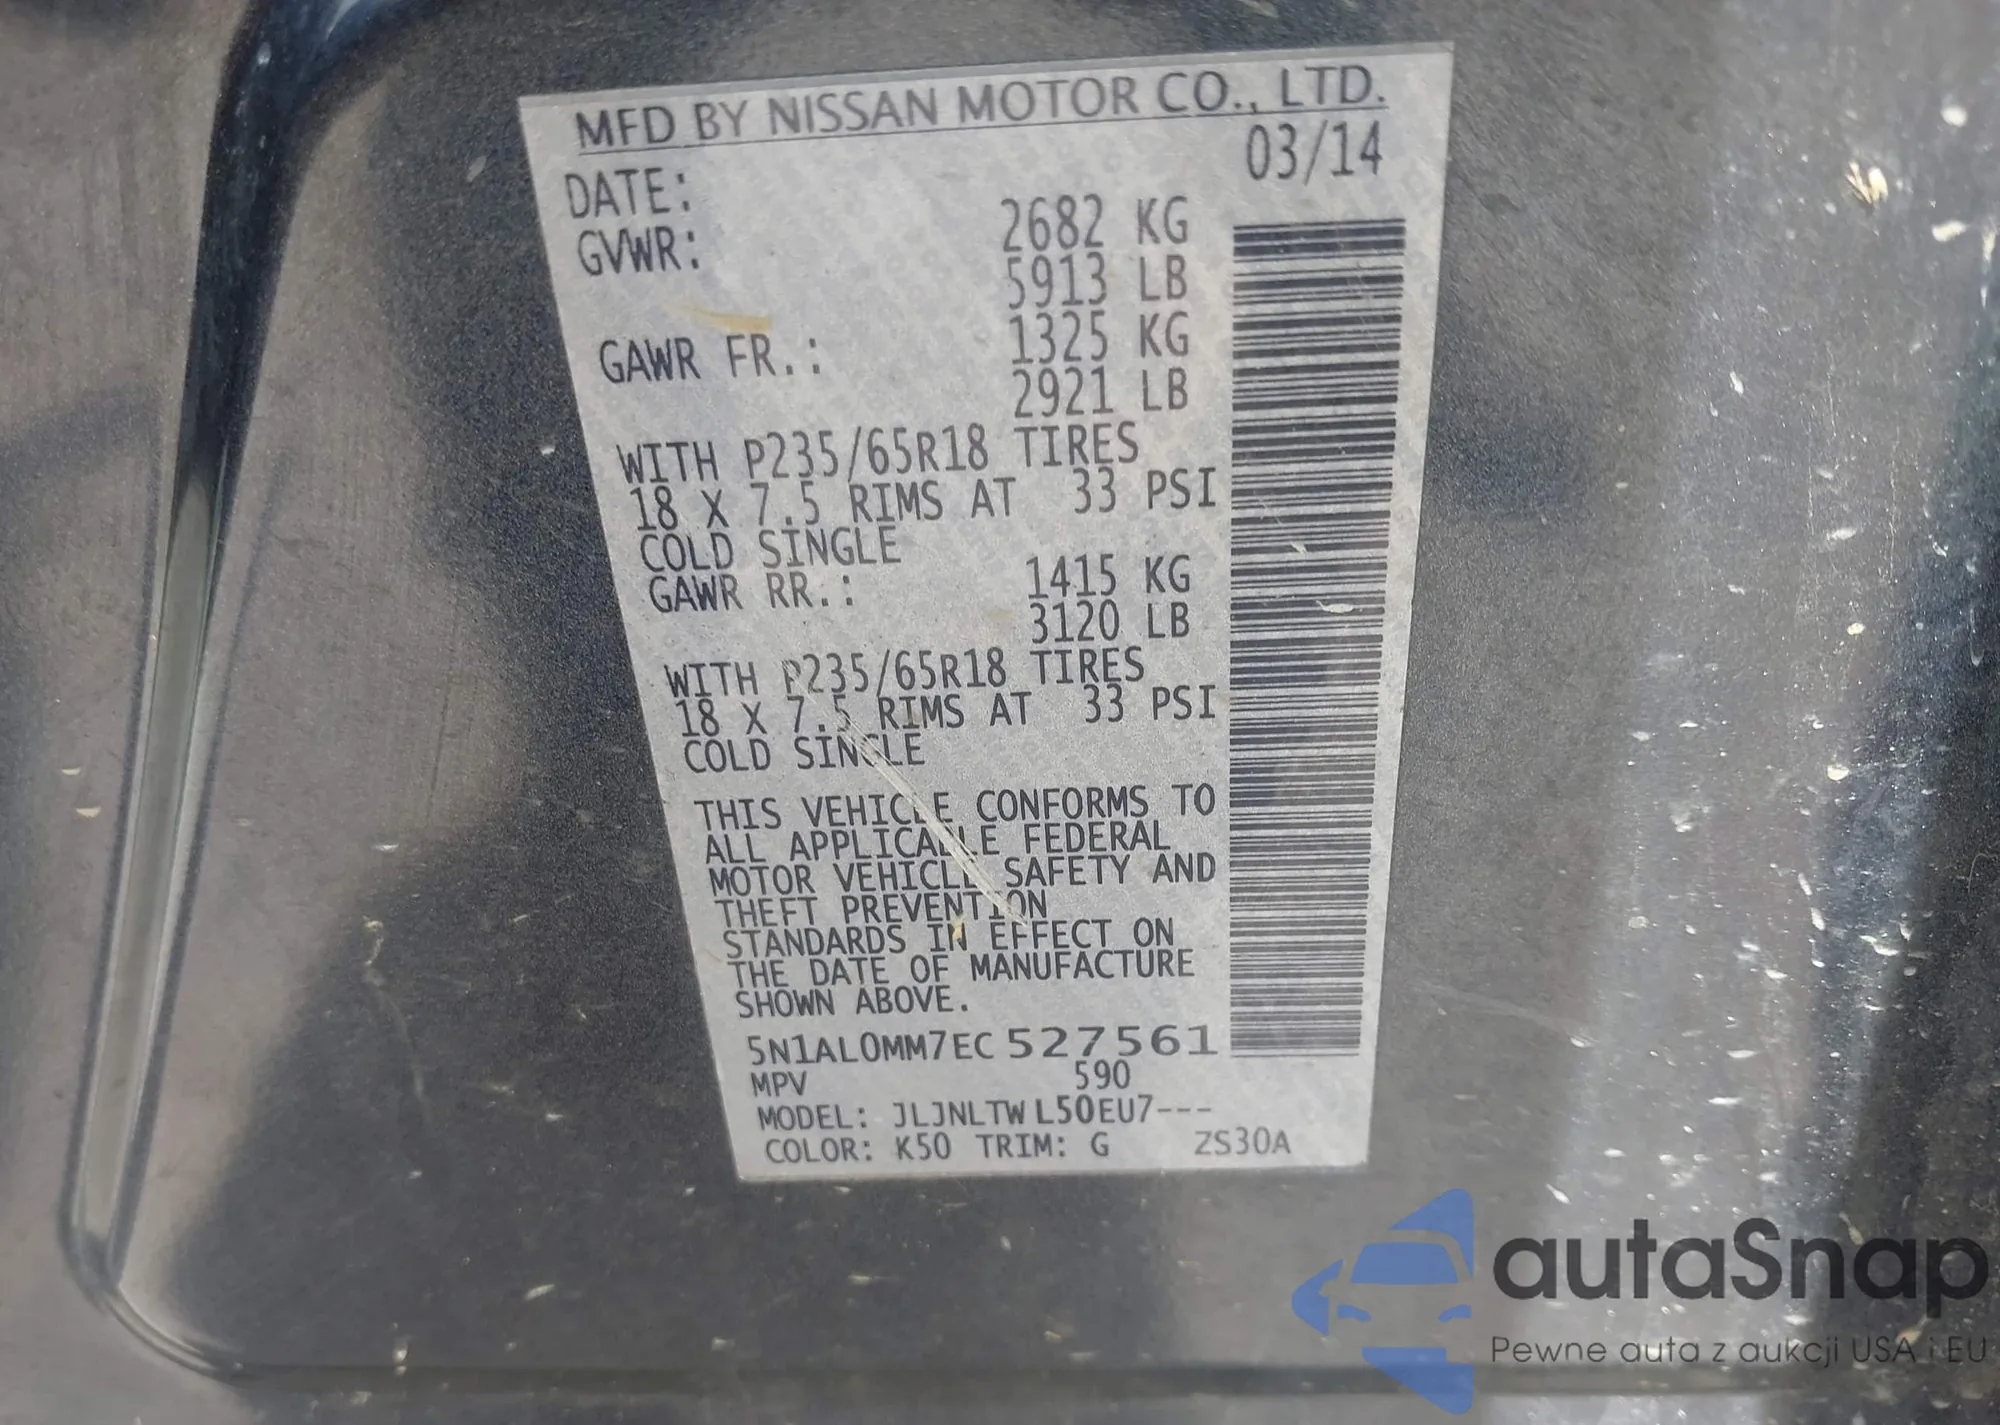 MFD BY NISSAN MOTOR CO., LTD.
DATE: 03/14
GVWR: 2682 KG
5913 LB
GAWR FR.: 1325 KG
2921 LB
WITH P235/65R18 TIRES
18 X 7.5 RIMS AT 33 PSI
COLD SINGLE
GAWR RR.: 1415 KG
3120 LB
WITH P235/65R18 TIRES
18 X 7.5 RIMS AT 33 PSI
COLD SINGLE
THIS VEHICLE CONFORMS TO
ALL APPLICABLE FEDERAL
MOTOR VEHICLE SAFETY AND
THEFT PREVENTION
STANDARDS IN EFFECT ON
THE DATE OF MANUFACTURE
SHOWN ABOVE.
5N1AL0MM7EC527561
MPV 590
MODEL: JLJNLTWL50EU7---
COLOR: K50 TRIM: G ZS30A
autaSnap
Pewne auta z aukcji USA i EU